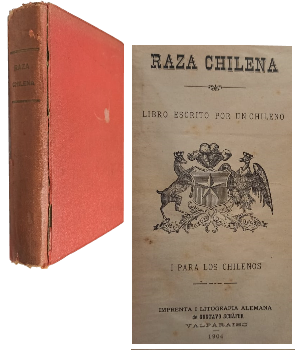 RAZA
CHILENA
RAZA CHILENA
LIBRO ESCRITO POR UN CHILENO
I PARA LOS CHILENOS
IMPRENTA I LITOGRAFIA ALEMANA
de GUSTAVO SCHÄFER
VALPARAISO
1904